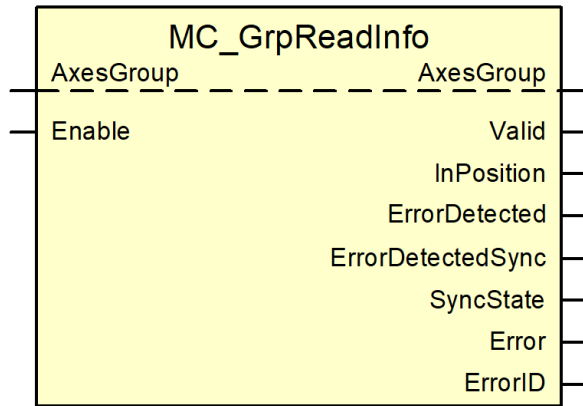 MC_GrpReadInfo
AxesGroup AxesGroup
Enable Valid
InPosition
ErrorDetected
ErrorDetectedSync
SyncState
Error
ErrorID